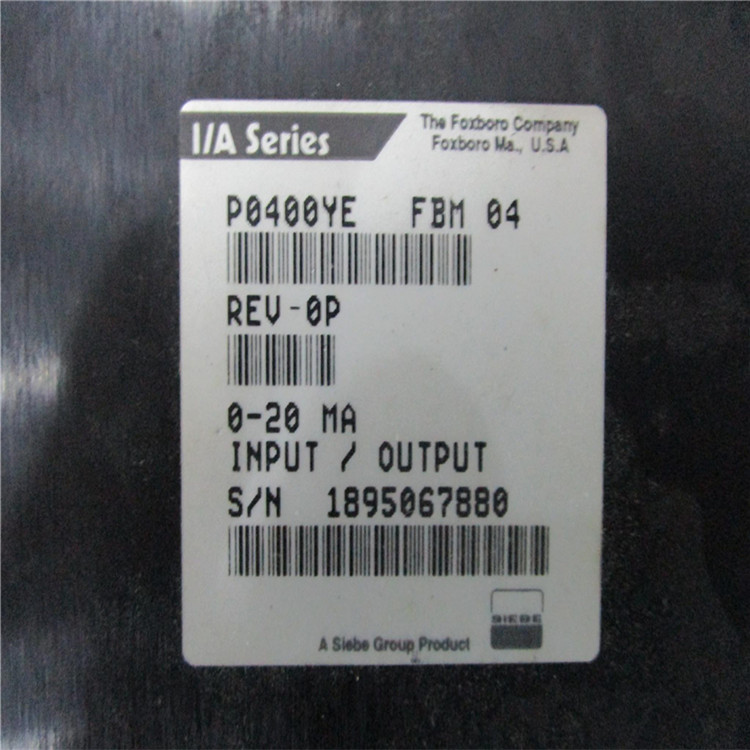 I/A Series
The Foxboro Company
Foxboro Ma., U.S.A
P0400YE FBM 04
REV-0P
0-20 MA
INPUT / OUTPUT
S/N 1895067880
SIEBE
A Siebe Group Product